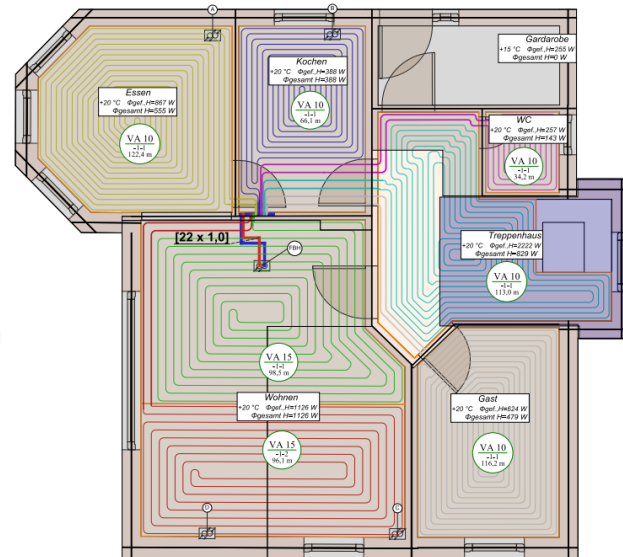 A
B
Gardarobe
+15 °C Φgef.,H=255 W
Φgesamt H=0 W
Kochen
+20 °C Φgef.,H=388 W
Φgesamt H=388 W
Essen
+20 °C Φgef.,H=867 W
Φgesamt H=555 W
VA 10
-1-1
66,1 m
WC
+20 °C Φgef.,H=257 W
Φgesamt H=143 W
VA 10
-1-1
122,4 m
VA 10
-1-1
34,2 m
[22 x 1,0]
FBH
Treppenhaus
+20 °C Φgef.,H=2222 W
Φgesamt H=829 W
VA 10
-1-1
113,0 m
VA 15
-1-1
98,5 m
Wohnen
+20 °C Φgef.,H=1126 W
Φgesamt H=1126 W
Gast
+20 °C Φgef.,H=624 W
Φgesamt H=479 W
VA 15
-1-2
96,1 m
VA 10
-1-1
116,2 m
D
C